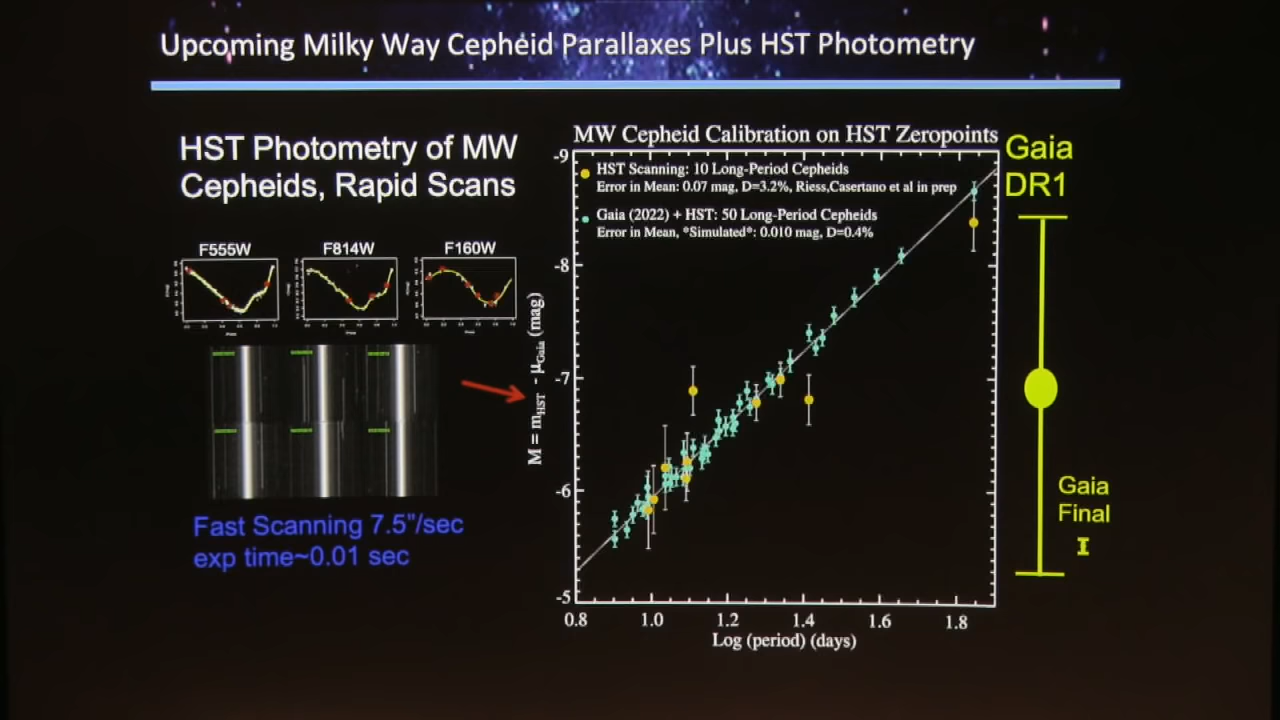 Upcoming Milky Way Cepheid Parallaxes Plus HST Photometry
HST Photometry of MW
Cepheids, Rapid Scans
F555W
F814W
F160W
Fast Scanning 7.5"/sec
exp time~0.01 sec
MW Cepheid Calibration on HST Zeropoints
HST Scanning: 10 Long-Period Cepheids
Error in Mean: 0.07 mag, D=3.2%, Riess,Casertano et al in prep
Gaia (2022) + HST: 50 Long-Period Cepheids
Error in Mean, *Simulated*: 0.010 mag, D=0.4%
M = mHST - μGaia (mag)
-9
-8
-7
-6
-5
0.8 1.0 1.2 1.4 1.6 1.8
Log (period) (days)
Gaia
DR1
Gaia
Final